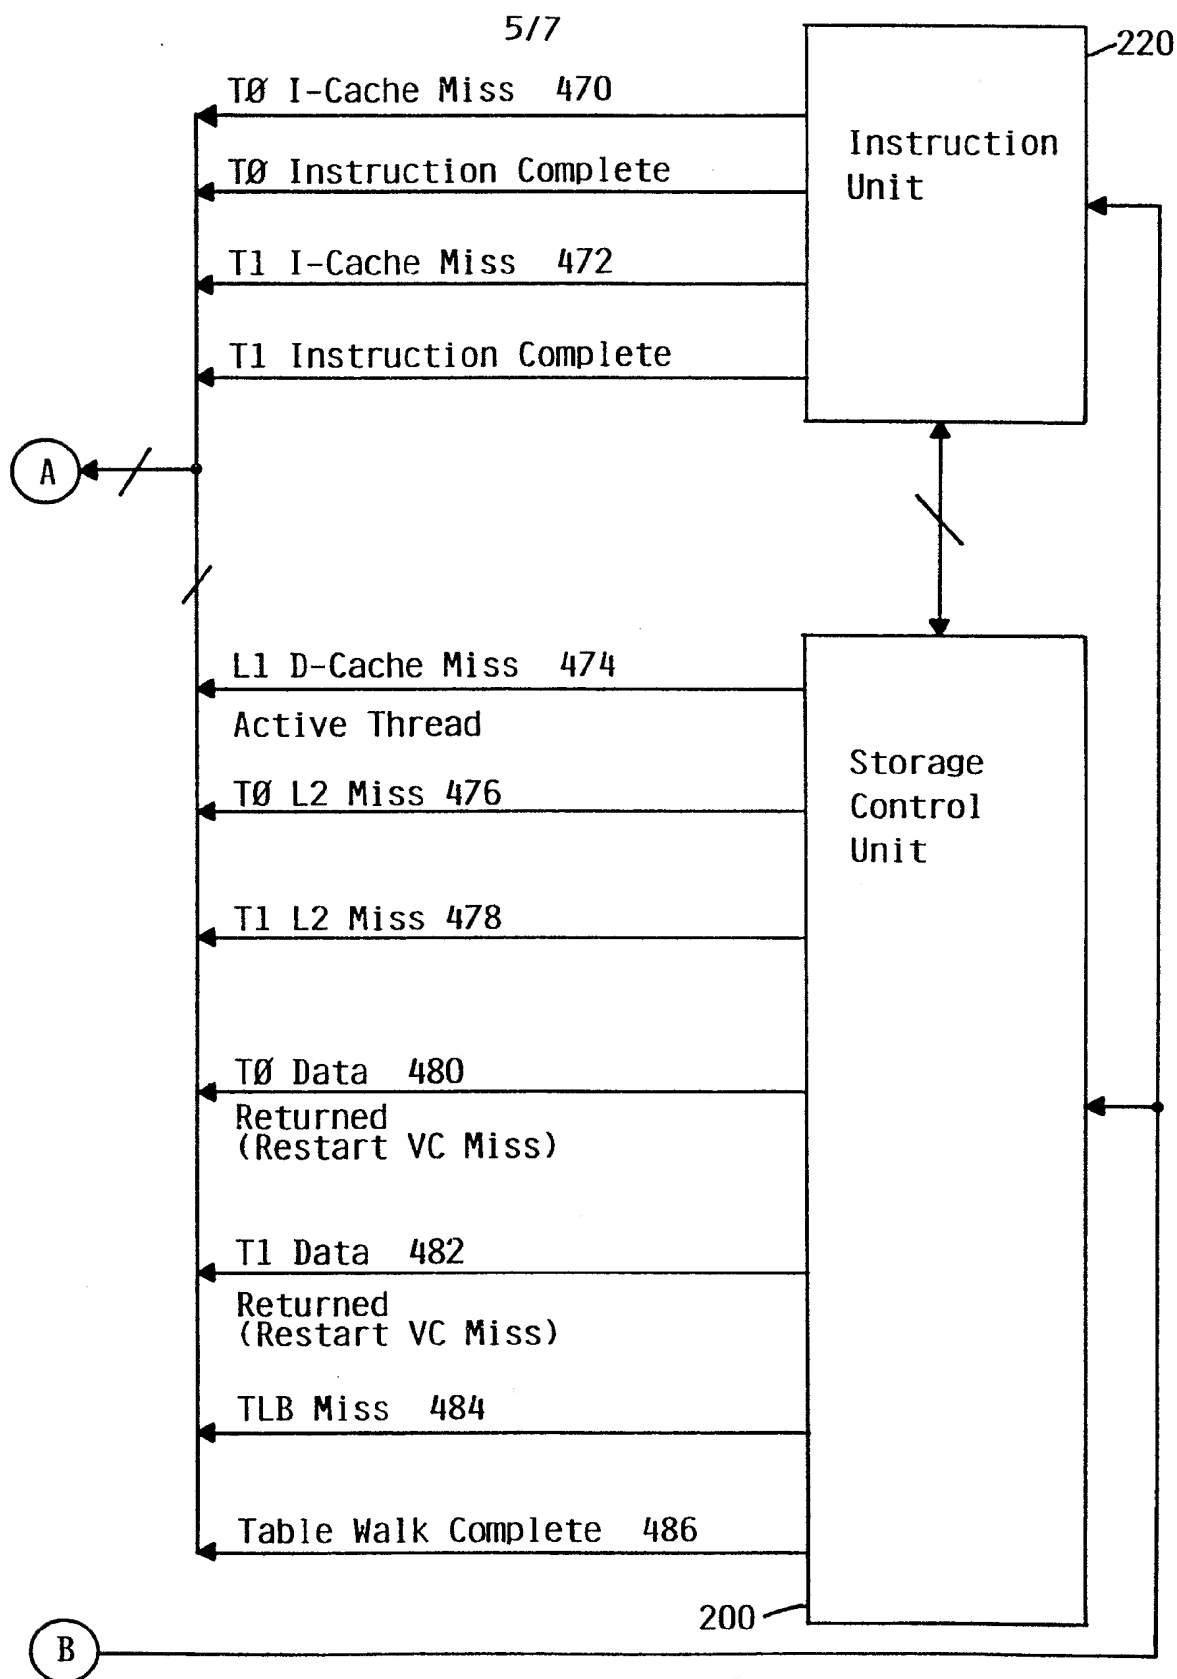 5/7
220
TØ I-Cache Miss 470
Instruction
Unit
TØ Instruction Complete
T1 I-Cache Miss 472
T1 Instruction Complete
A
L1 D-Cache Miss 474
Active Thread
Storage
Control
Unit
TØ L2 Miss 476
T1 L2 Miss 478
TØ Data 480
Returned
(Restart VC Miss)
T1 Data 482
Returned
(Restart VC Miss)
TLB Miss 484
Table Walk Complete 486
200
B